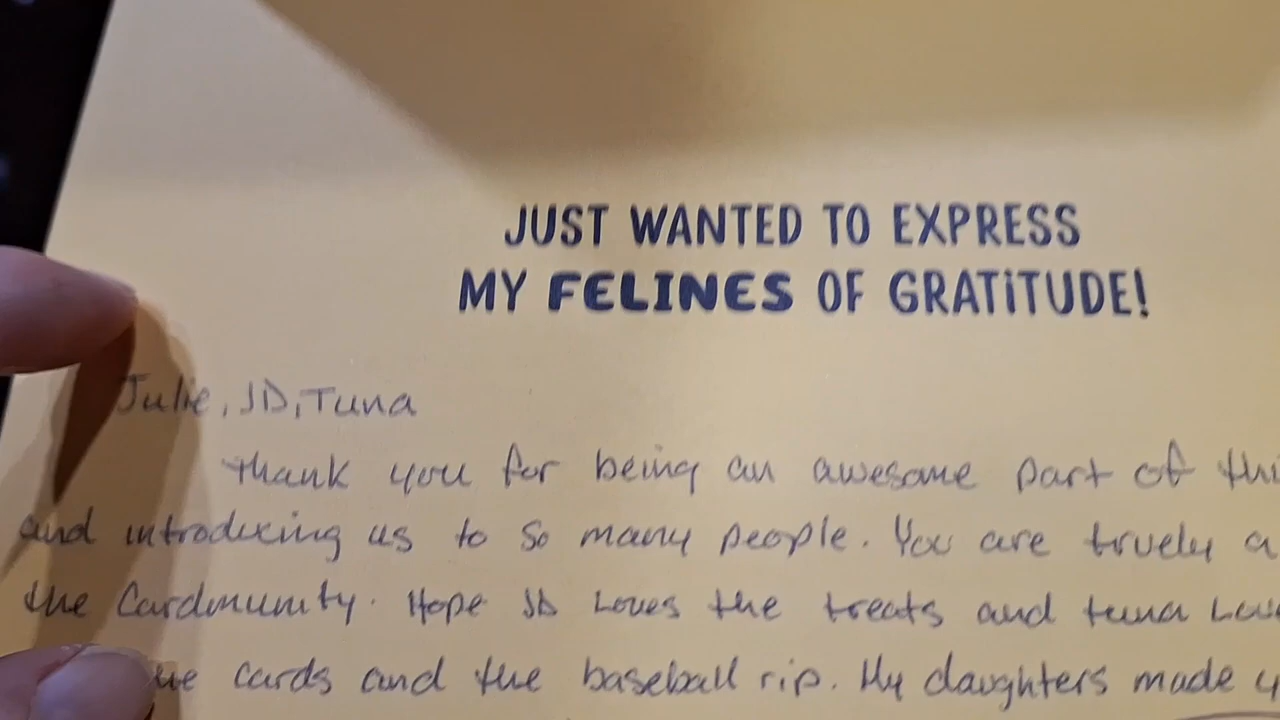 JUST WANTED TO EXPRESS
MY FELINES OF GRATITUDE!
Julie, JD, Tuna
Thank you for being an awesome part of
and introducing us to so many people. You are truely a
the Cardmunity. Hope JD Loves the treats and tuna
cards and the baseball rip. My daughters made